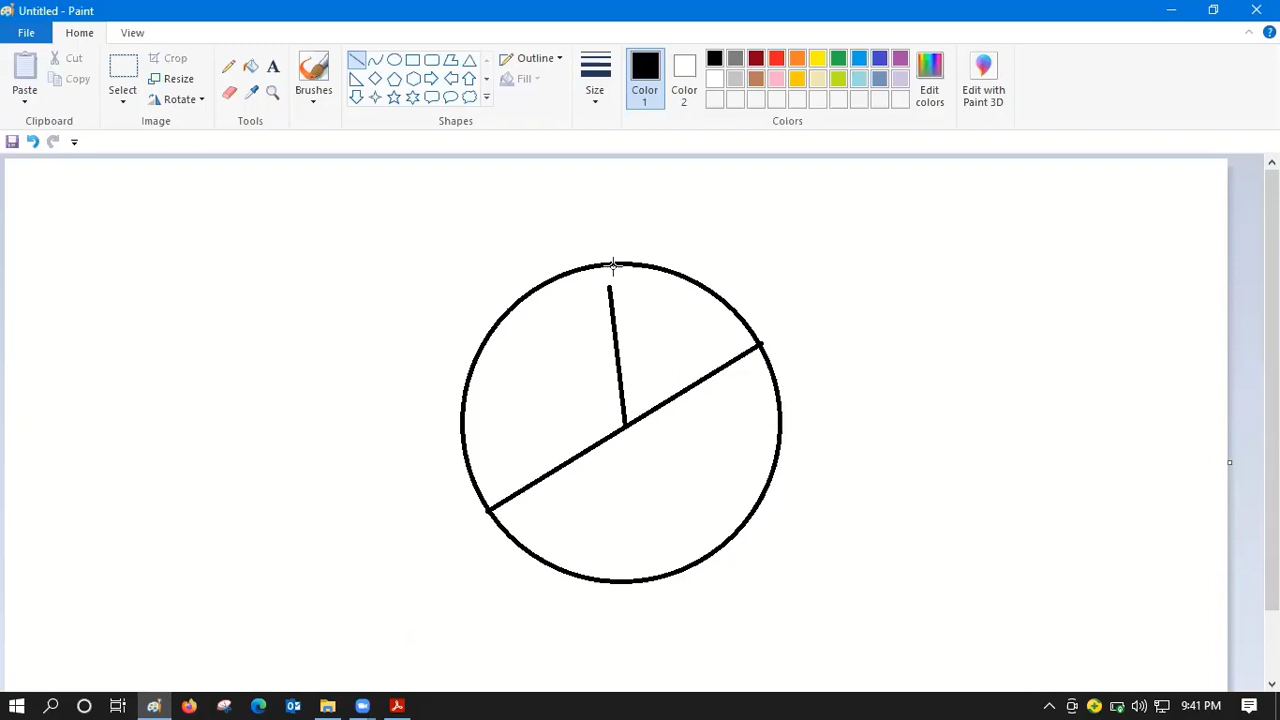 Untitled - Paint
File Home View
Paste
Cut
Copy
Clipboard
Select
Crop
Resize
Rotate
Image
A
Tools
Brushes
Outline
Fill
Shapes
Size
Color 1
Color 2
Edit colors
Colors
Edit with Paint 3D
9:41 PM